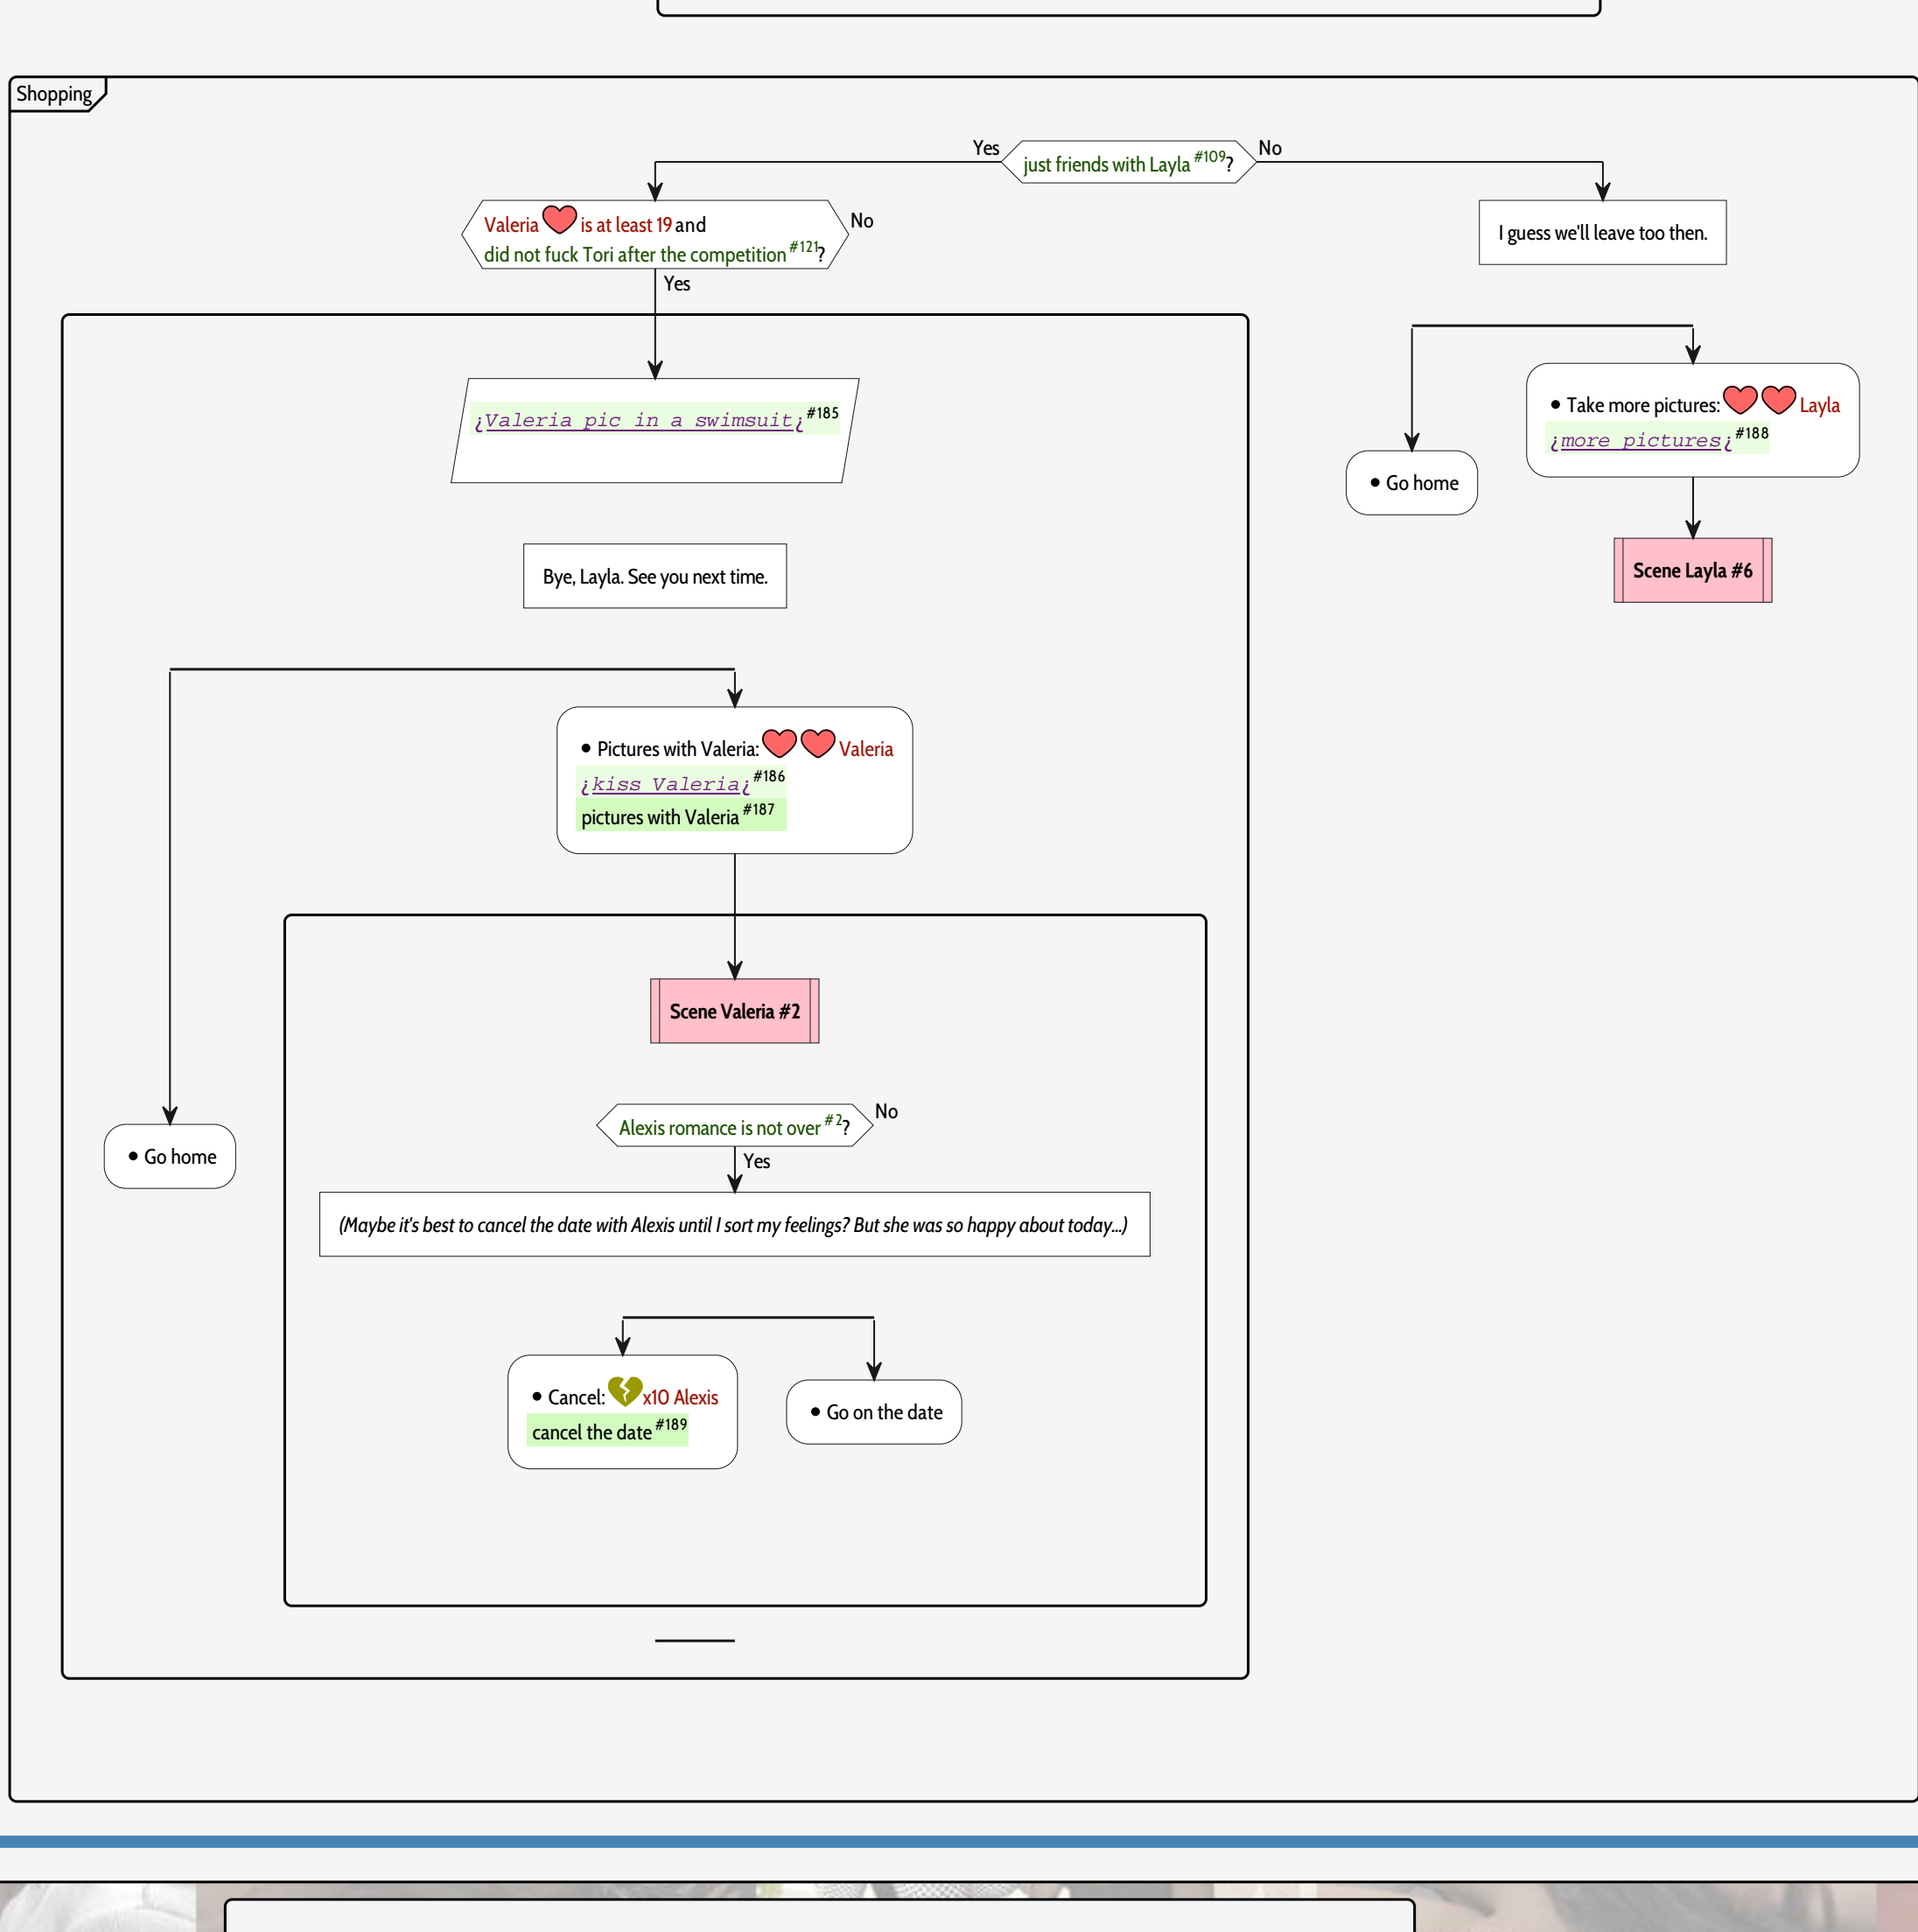 Shopping
Yes
just friends with Layla #109?
No
Valeria is at least 19 and
did not fuck Tori after the competition #121?
No
I guess we'll leave too then.
Yes
¿Valeria pic in a swimsuit¿ #185
• Take more pictures: Layla
¿more pictures¿ #188
• Go home
Bye, Layla. See you next time.
Scene Layla #6
• Pictures with Valeria: Valeria
¿kiss Valeria¿ #186
pictures with Valeria #187
Scene Valeria #2
Alexis romance is not over #2?
No
Yes
• Go home
(Maybe it's best to cancel the date with Alexis until I sort my feelings? But she was so happy about today...)
• Cancel: x10 Alexis
cancel the date #189
• Go on the date